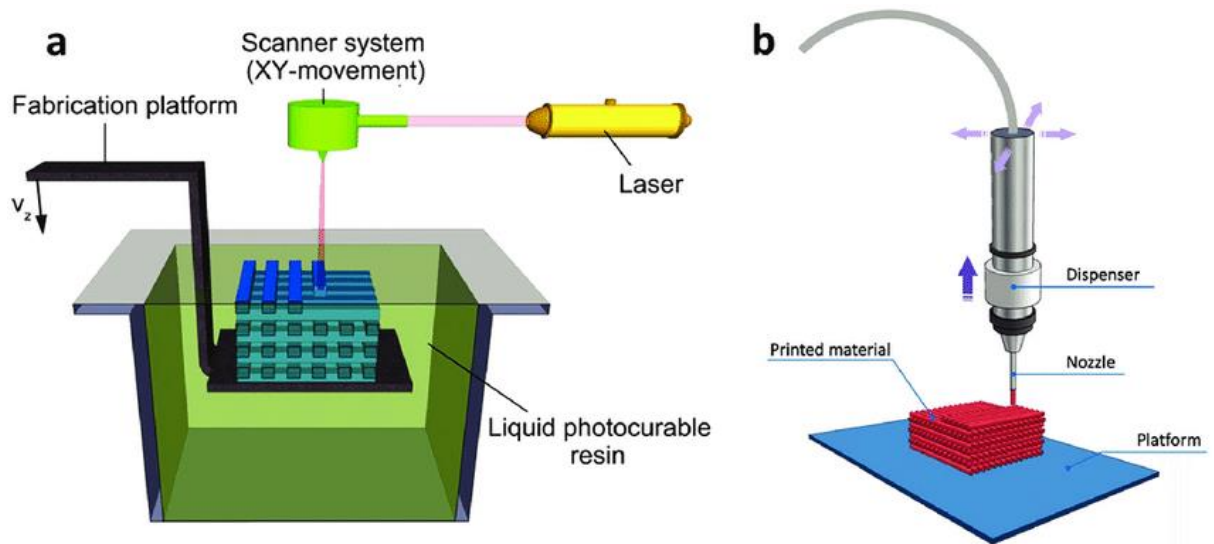 a
Scanner system
(XY-movement)
Fabrication platform
Laser
Vz
Liquid photocurable
resin
b
Dispenser
Printed material
Nozzle
Platform